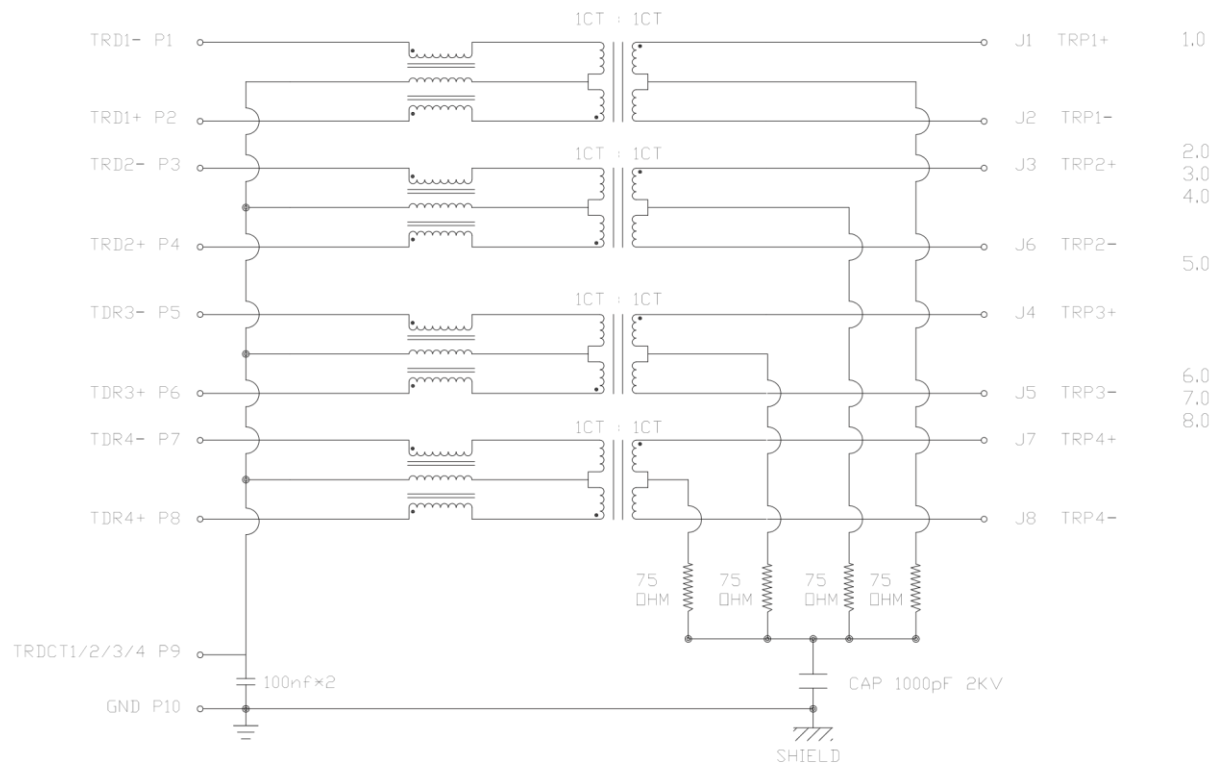 1CT : 1CT
TRD1- P1
J1 TRP1+
1.0
TRD1+ P2
J2 TRP1-
1CT : 1CT
TRD2- P3
J3 TRP2+
2.0
3.0
4.0
TRD2+ P4
J6 TRP2-
5.0
1CT : 1CT
TDR3- P5
J4 TRP3+
TDR3+ P6
J5 TRP3-
6.0
7.0
8.0
1CT : 1CT
TDR4- P7
J7 TRP4+
TDR4+ P8
J8 TRP4-
75 OHM
75 OHM
75 OHM
75 OHM
TRDCT1/2/3/4 P9
100nf*2
CAP 1000pF 2KV
GND P10
SHIELD